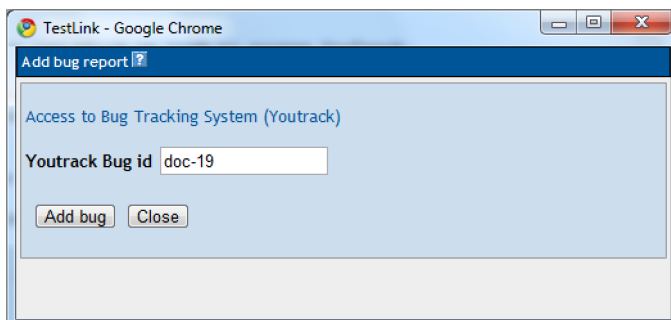 TestLink - Google Chrome
Add bug report ?
Access to Bug Tracking System (Youtrack)
Youtrack Bug id doc-19
Add bug Close